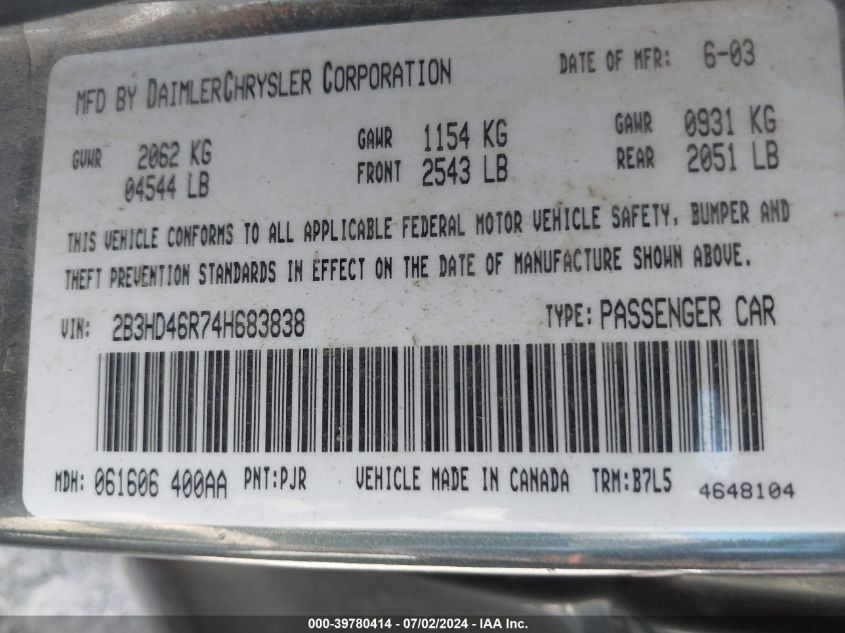 MFD BY DAIMLERCHRYSLER CORPORATION DATE OF MFR: 6-03
GVWR 2062 KG GAWR 1154 KG GAWR 0931 KG
04544 LB FRONT 2543 LB REAR 2051 LB
THIS VEHICLE CONFORMS TO ALL APPLICABLE FEDERAL MOTOR VEHICLE SAFETY, BUMPER AND
THEFT PREVENTION STANDARDS IN EFFECT ON THE DATE OF MANUFACTURE SHOWN ABOVE.
VIN: 2B3HD46R74H683838 TYPE: PASSENGER CAR
MDH: 061606 400AA PNT: PJR VEHICLE MADE IN CANADA TRM: B7L5 4648104
000-39780414 - 07/02/2024 - IAA Inc.